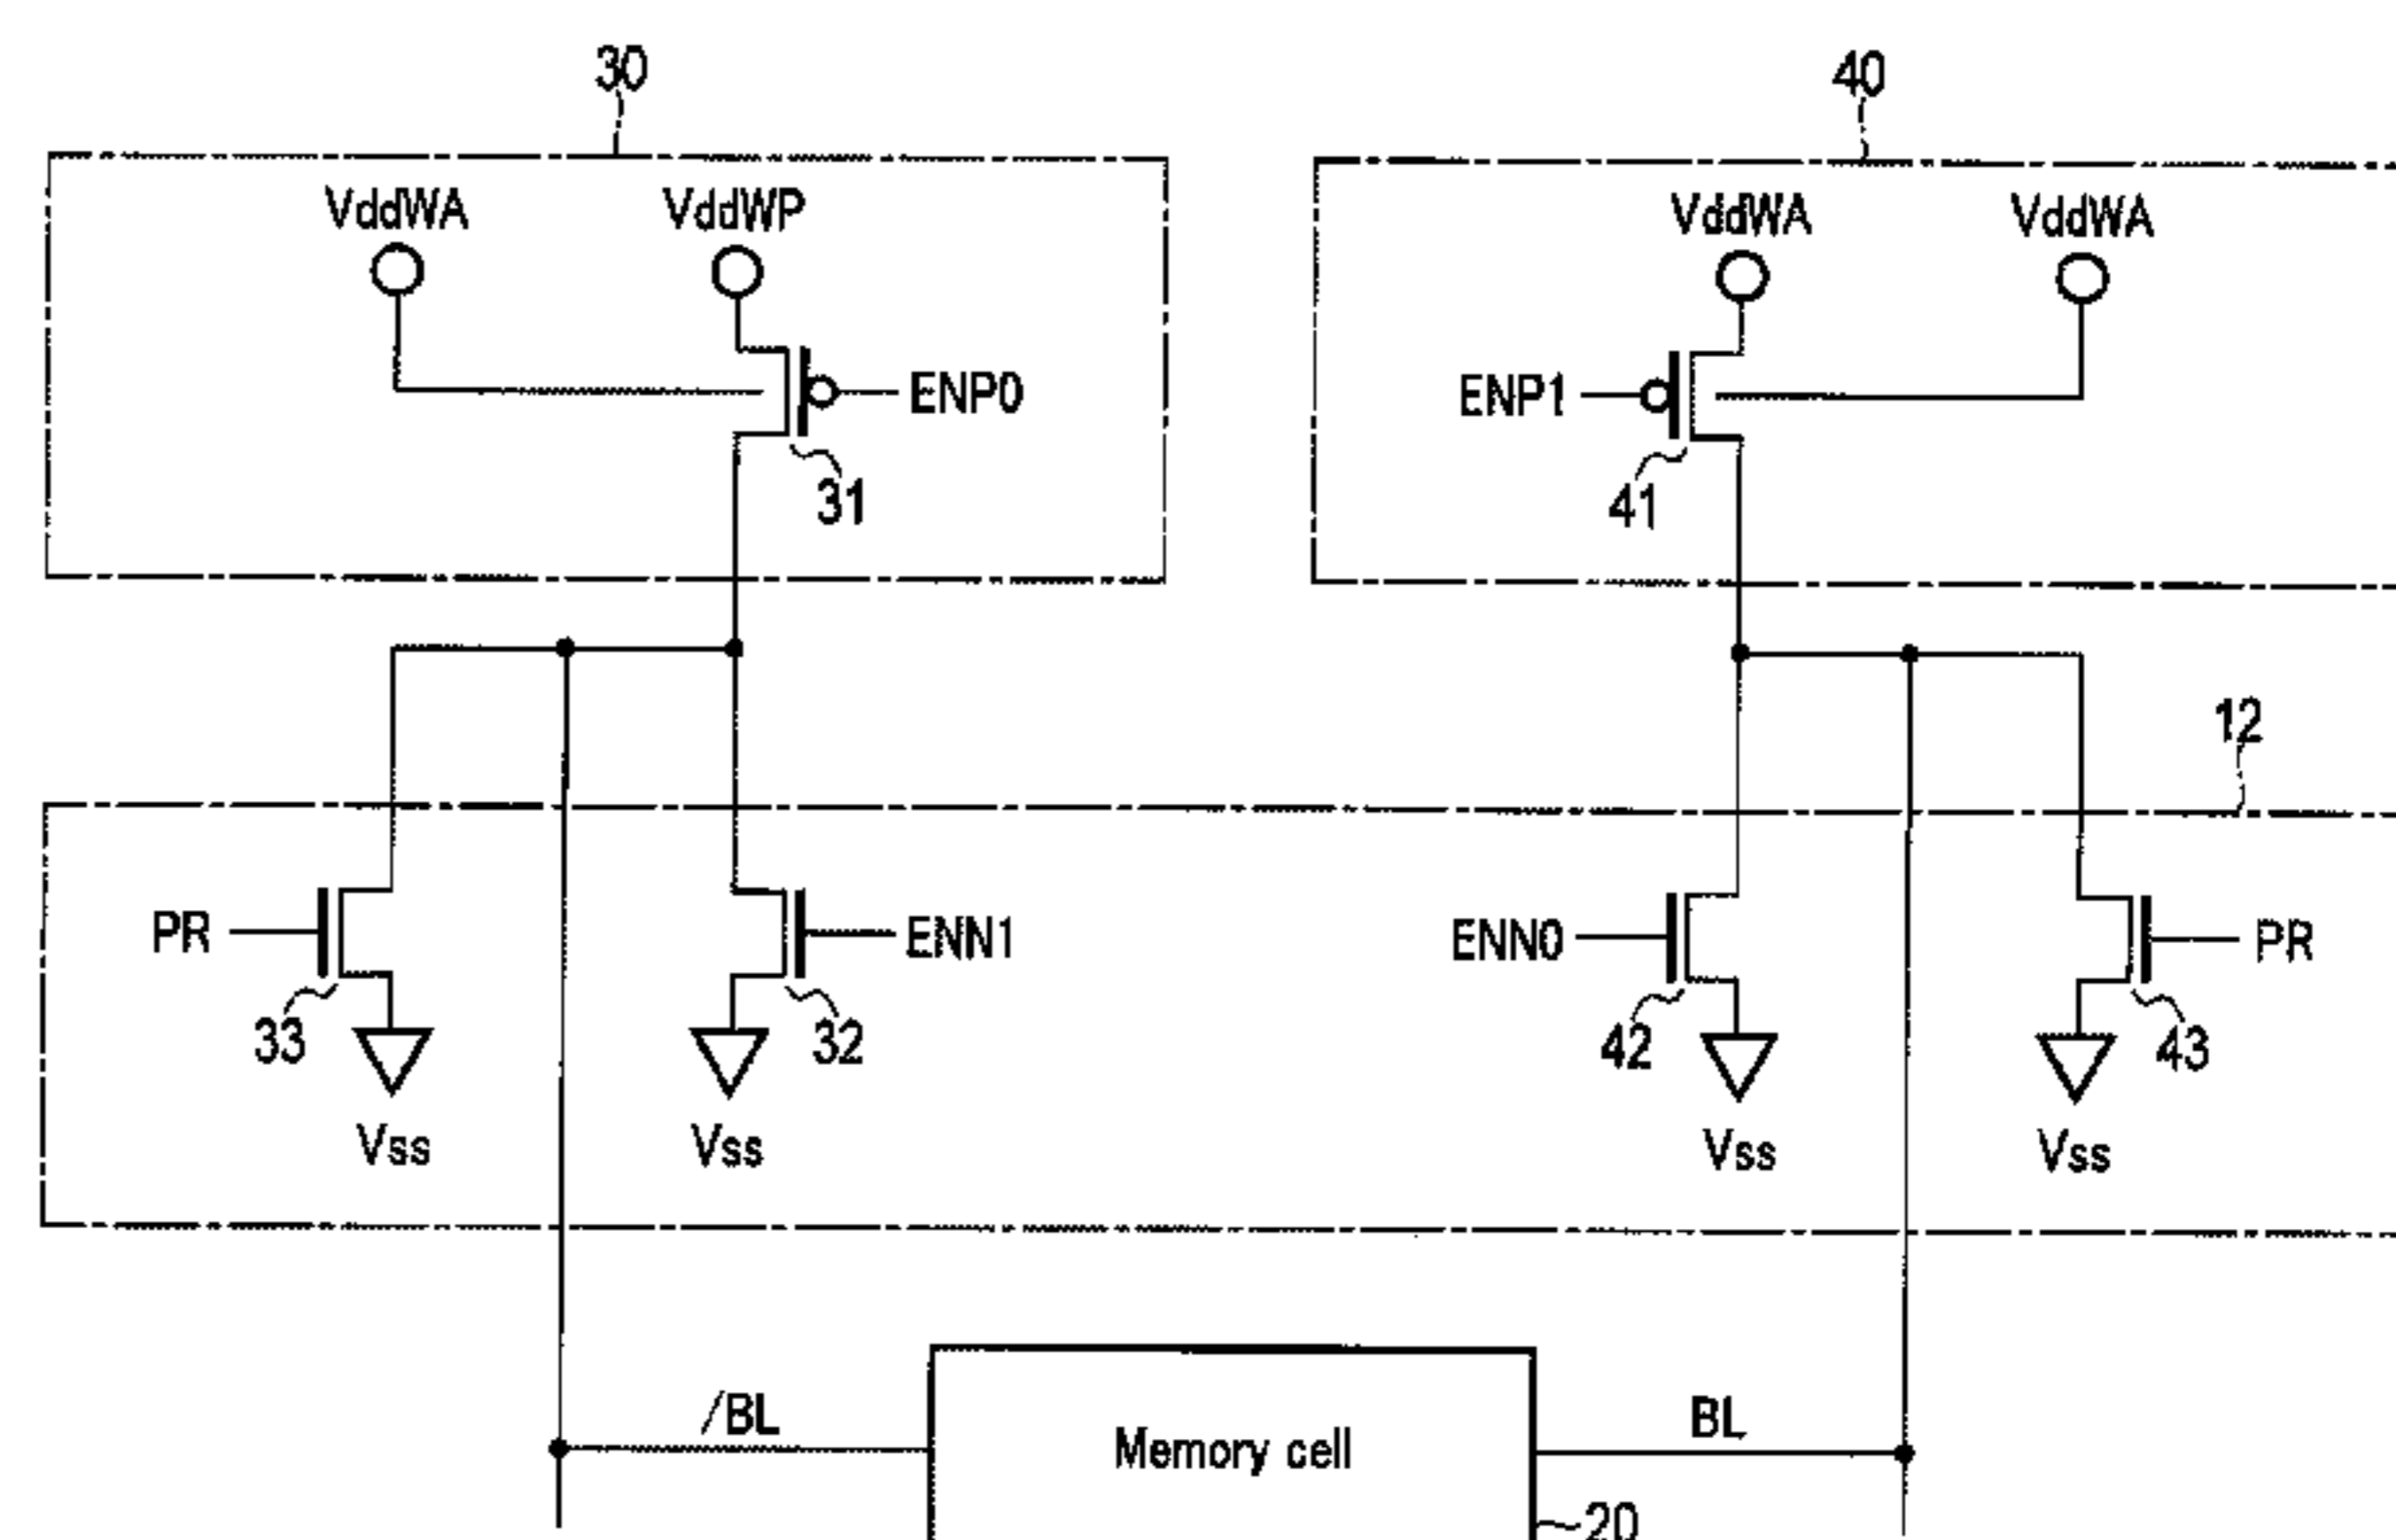 30
40
VddWA
VddWP
VddWA
VddWA
ENP0
ENP1
31
41
12
PR
ENN1
ENN0
PR
33
32
42
43
Vss
Vss
Vss
Vss
/BL
Memory cell
BL
20